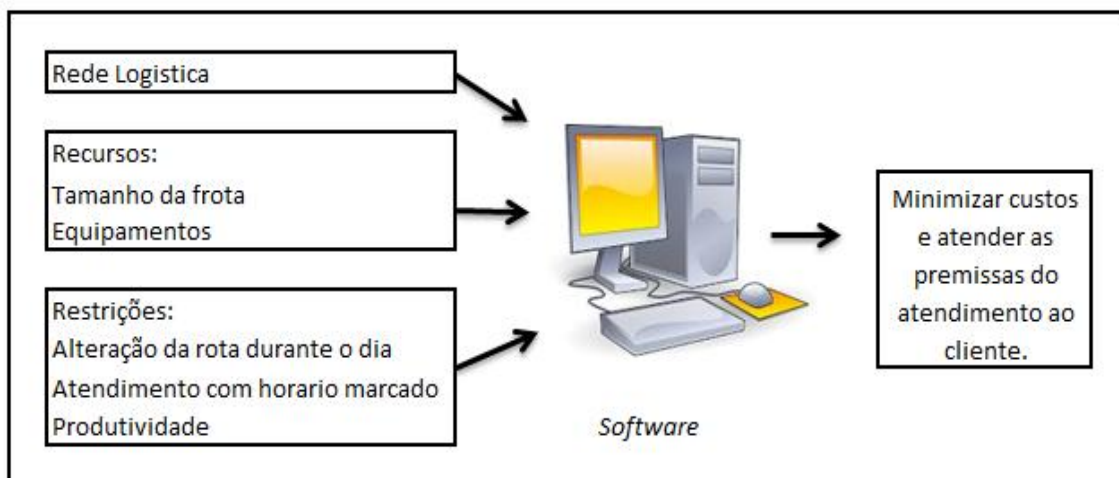 Rede Logistica
Recursos:
Tamanho da frota
Equipamentos
Restrições:
Alteração da rota durante o dia
Atendimento com horario marcado
Produtividade
Software
Minimizar custos
e atender as
premissas do
atendimento ao
cliente.